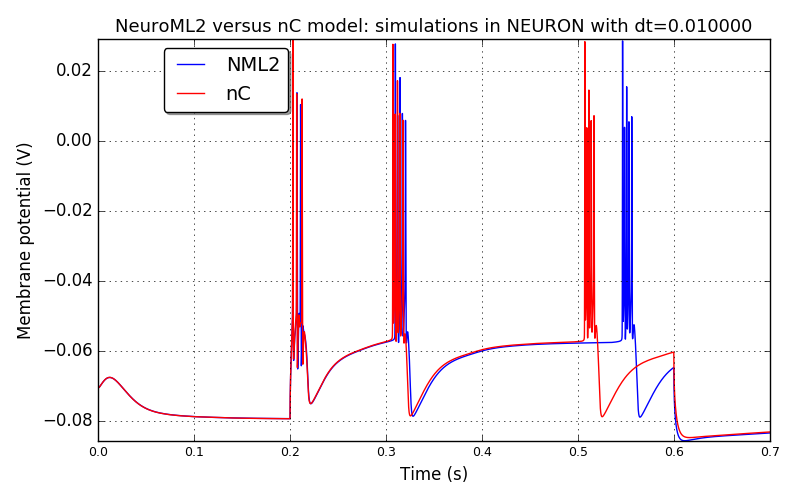 NeuroML2 versus nC model: simulations in NEURON with dt=0.010000
NML2
nC
Membrane potential (V)
0.02
0.00
−0.02
−0.04
−0.06
−0.08
0.0 0.1 0.2 0.3 0.4 0.5 0.6 0.7
Time (s)